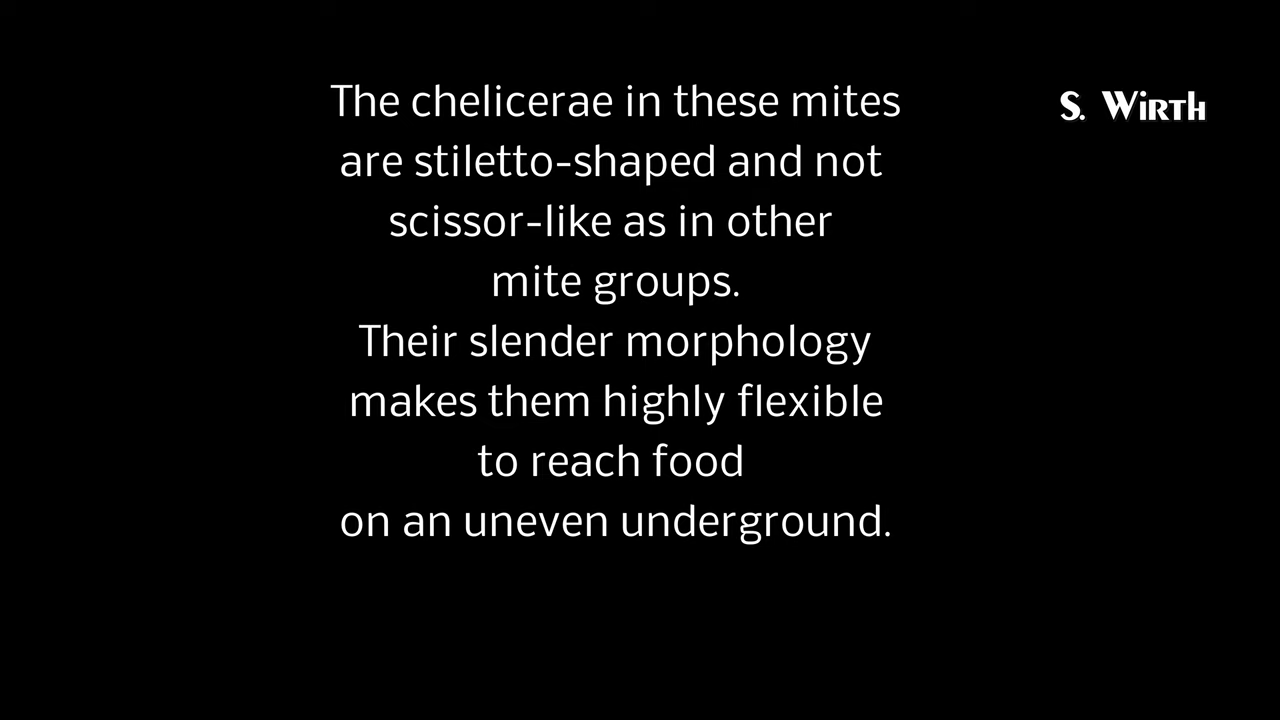 The chelicerae in these mites
S. Wirth
are stiletto-shaped and not
scissor-like as in other
mite groups.
Their slender morphology
makes them highly flexible
to reach food
on an uneven underground.